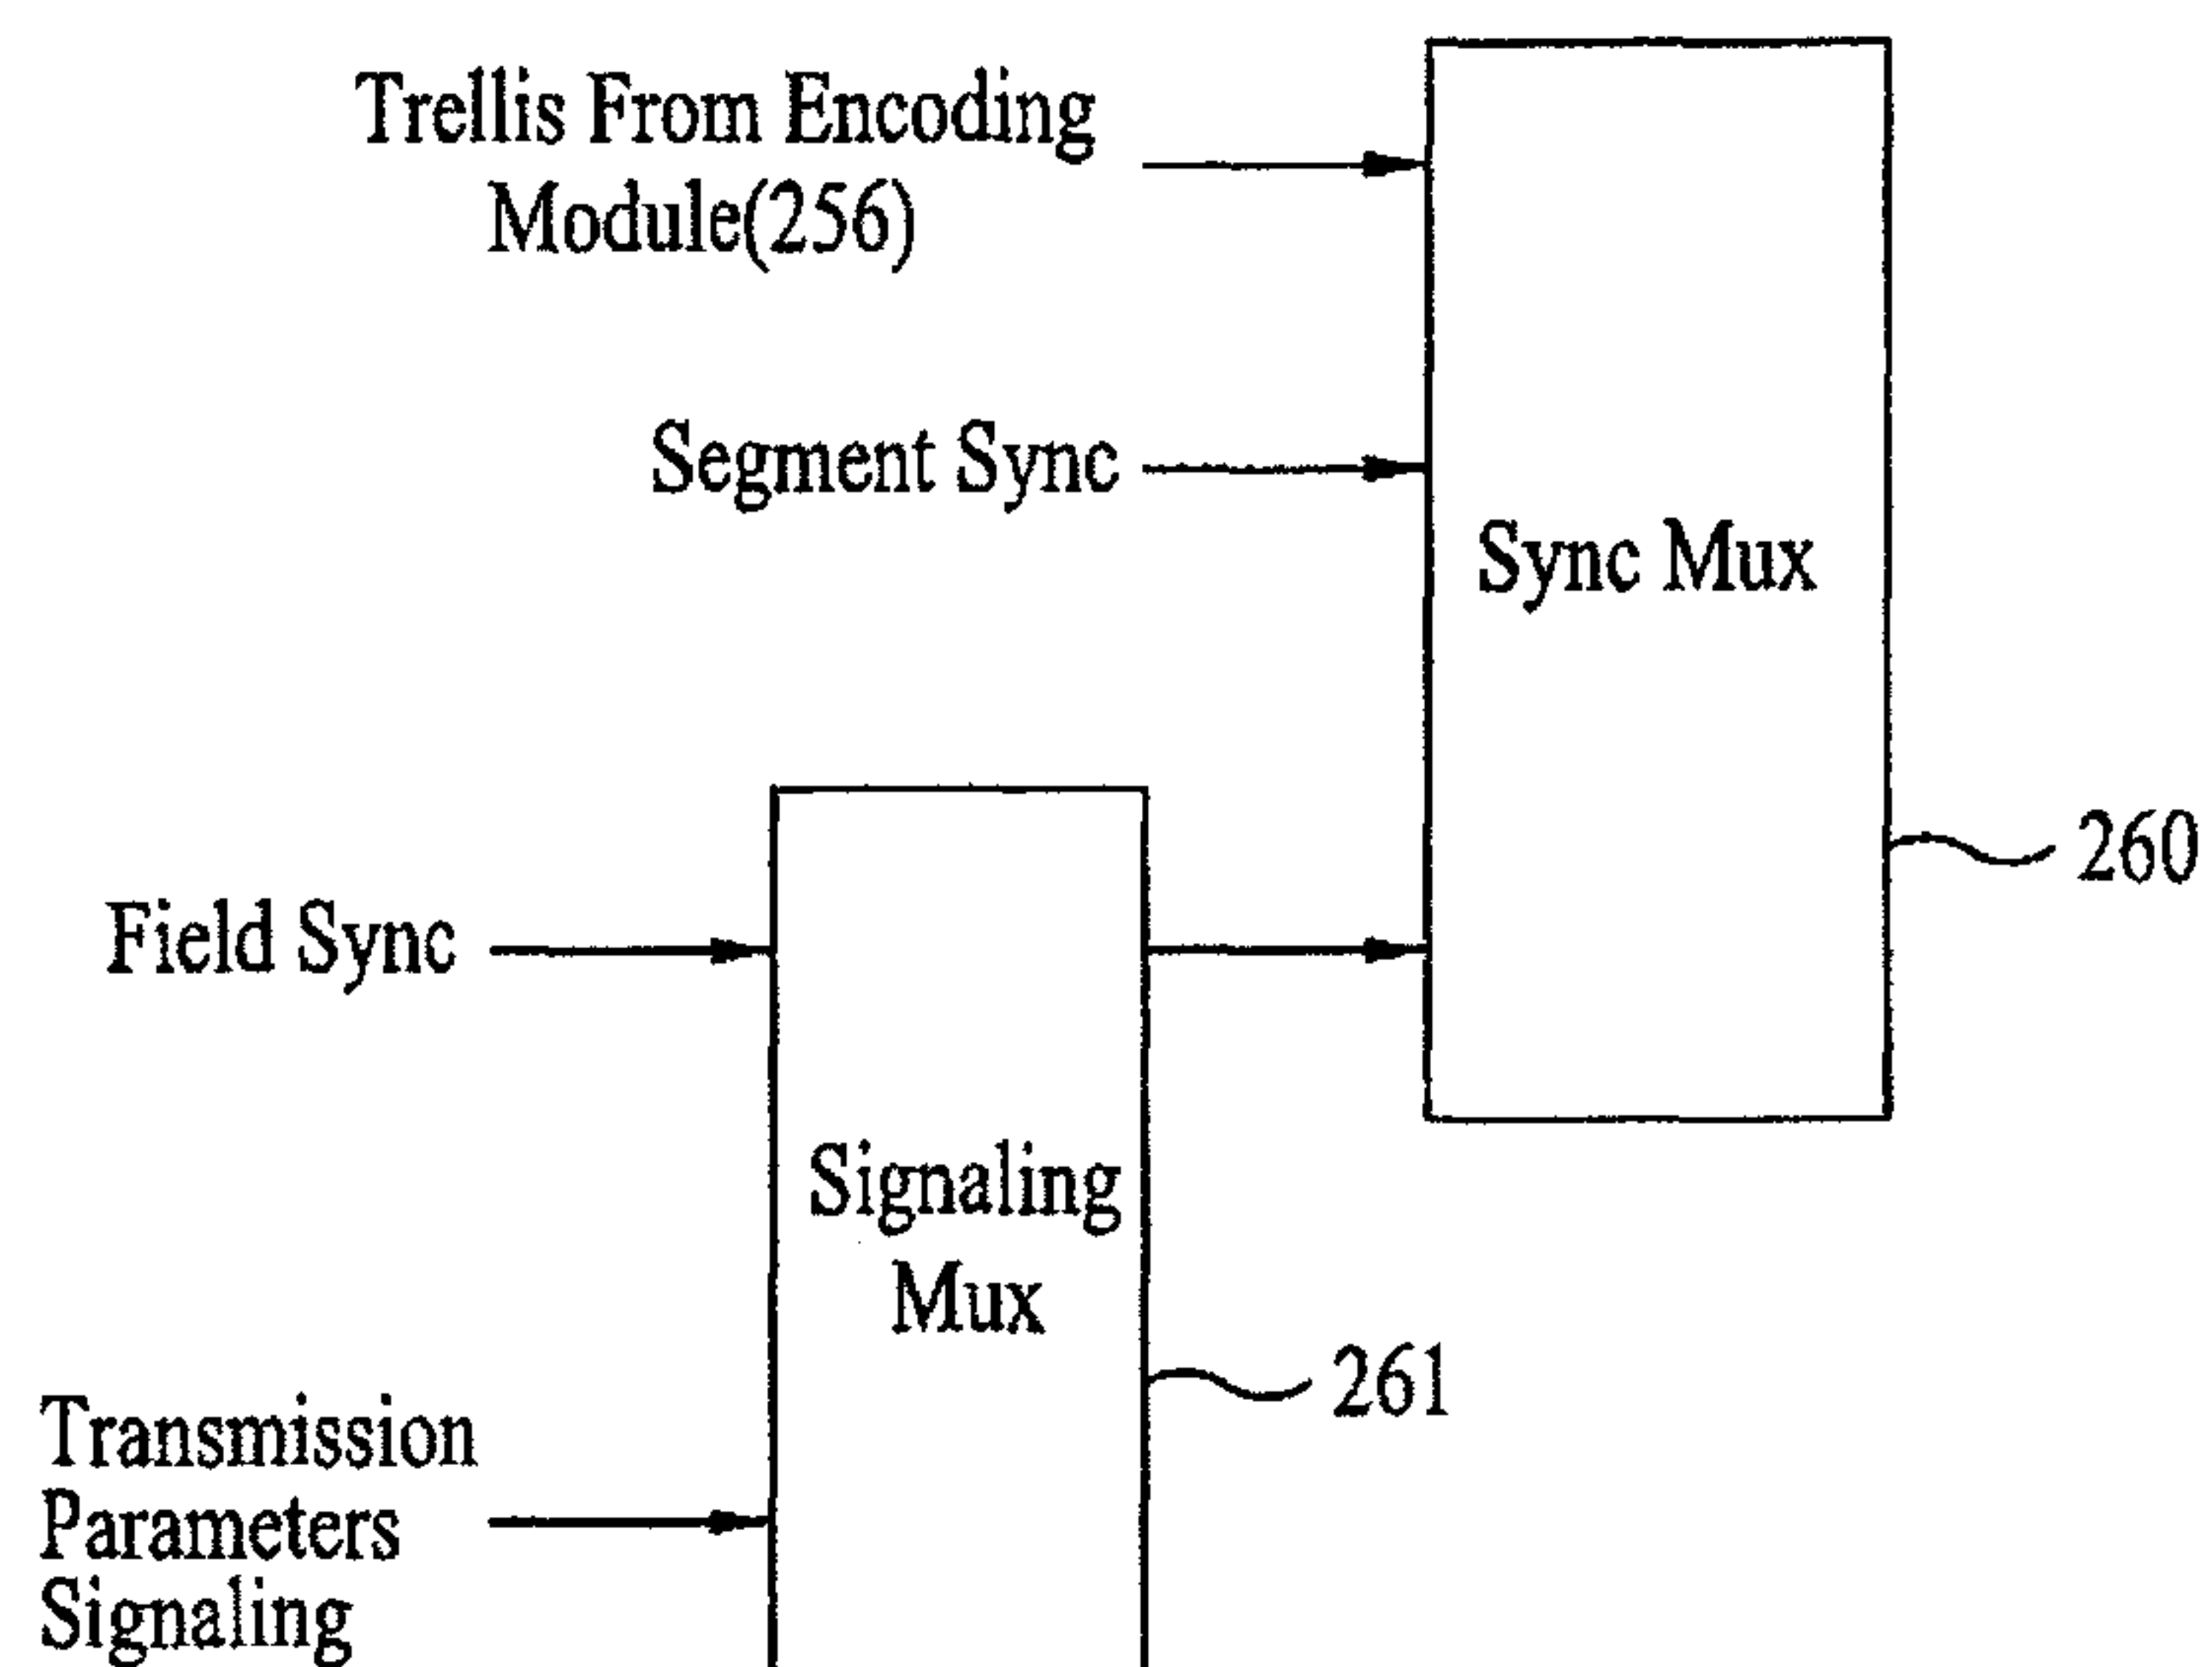 Trellis From Encoding
Module(256)
Segment Sync
Sync Mux
260
Field Sync
Signaling
Mux
261
Transmission
Parameters
Signaling